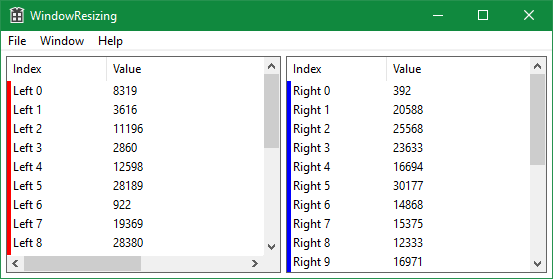 WindowResizing
File Window Help
Index Value
Left 0 8319
Left 1 3616
Left 2 11196
Left 3 2860
Left 4 12598
Left 5 28189
Left 6 922
Left 7 19369
Left 8 28380
Index Value
Right 0 392
Right 1 20588
Right 2 25568
Right 3 23633
Right 4 16694
Right 5 30177
Right 6 14868
Right 7 15375
Right 8 12333
Right 9 16971